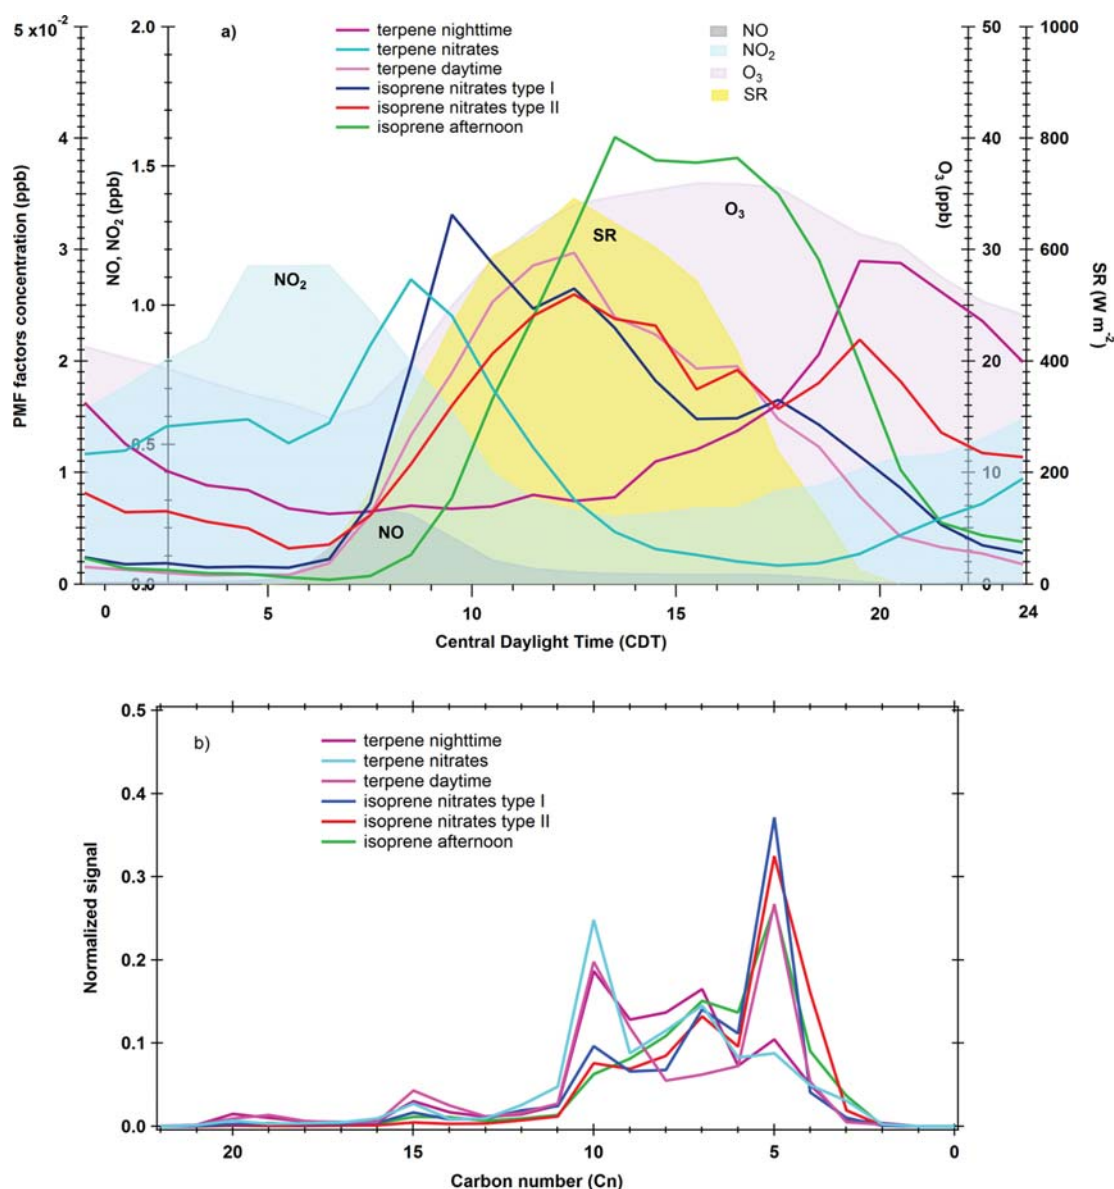 5 x10⁻²
4
3
2
1
0
PMF factors concentration (ppb)
2.0
1.5
1.0
0.5
0.0
NO, NO₂ (ppb)
a)
terpene nighttime
terpene nitrates
terpene daytime
isoprene nitrates type I
isoprene nitrates type II
isoprene afternoon
NO
NO₂
O₃
SR
50
40
30
20
10
0
O₃ (ppb)
1000
800
600
400
200
0
SR (W m⁻²)
NO₂
NO
SR
O₃
0 5 10 15 20 24
Central Daylight Time (CDT)
0.5
0.4
0.3
0.2
0.1
0.0
Normalized signal
b)
terpene nighttime
terpene nitrates
terpene daytime
isoprene nitrates type I
isoprene nitrates type II
isoprene afternoon
20 15 10 5 0
Carbon number (Cn)